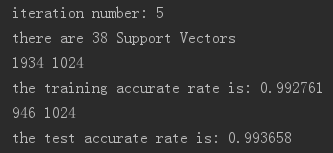 iteration number: 5
there are 38 Support Vectors
1934 1024
the training accurate rate is: 0.992761
946 1024
the test accurate rate is: 0.993658